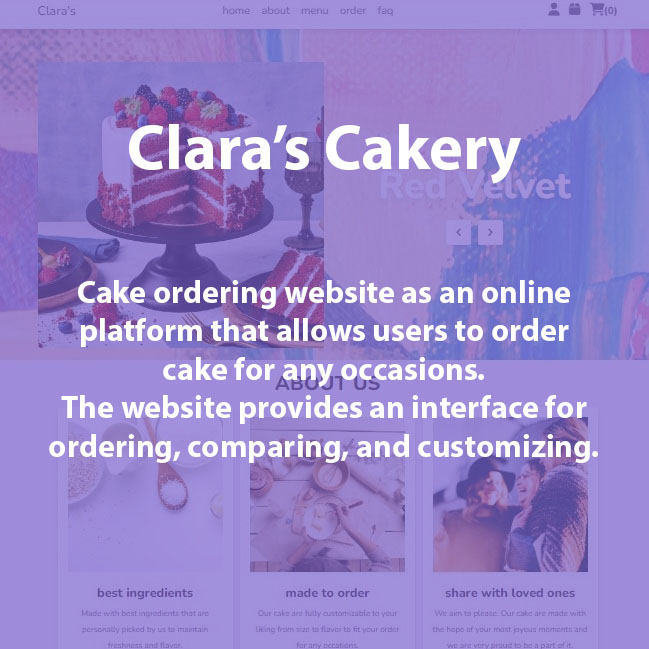 Clara's
home about menu order faq
(0)
Clara's Cakery
Red Velvet
Cake ordering website as an online
platform that allows users to order
cake for any occasions.
ABOUT US
The website provides an interface for
ordering, comparing, and customizing.
best ingredients
Made with best ingredients that are
personally picked by us to maintain
freshness and flavor.
made to order
Our cake are fully customizable to your
liking from size to flavor to fit your order
for any occations.
share with loved ones
We aim to please. Our cake are made with
the hope of your most joyous moments and
we are very proud to be a part of it.